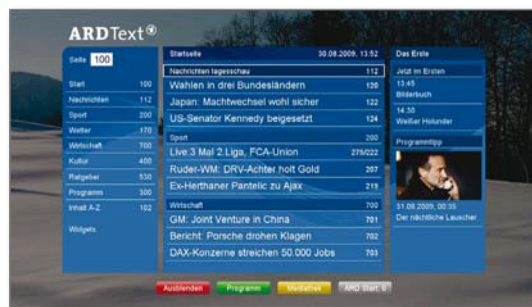 ARD Text
Seite 100
Start 100
Nachrichten 112
Sport 200
Wetter 170
Wirtschaft 700
Kultur 400
Ratgeber 530
Programm 300
Inhalt A-Z 102
Widgets
Startseite 30.08.2009, 13:52
Nachrichten tagesschau 112
Wahlen in drei Bundesländern 120
Japan: Machtwechsel wohl sicher 122
US-Senator Kennedy beigesetzt 124
Sport 200
Live:3 Mal 2.Liga, FCA-Union 275/222
Ruder-WM: DRV-Achter holt Gold 207
Ex-Herthaner Pantelic zu Ajax 219
Wirtschaft 700
GM: Joint Venture in China 701
Bericht: Porsche drohen Klagen 702
DAX-Konzerne streichen 50.000 Jobs 703
Das Erste
Jetzt im Ersten
13:45
Bilderbuch
14:30
Weißer Holunder
Programmtipp
31.08.2009, 00:35
Der nächtliche Lauscher
Ausblenden
Programm
Mediathek
ARD Start: 0